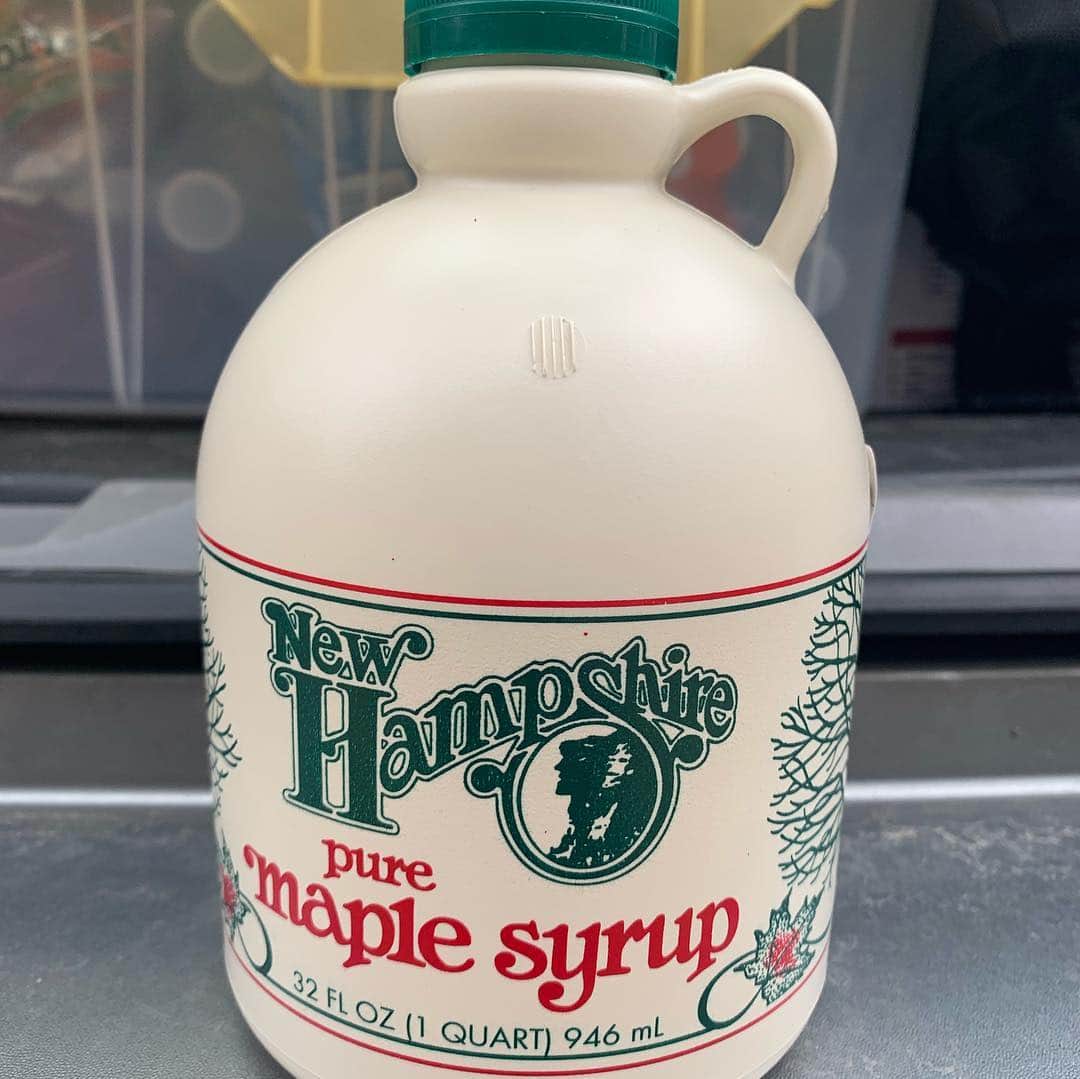 New
Hampshire
pure
maple syrup
32 FL OZ (1 QUART) 946 mL